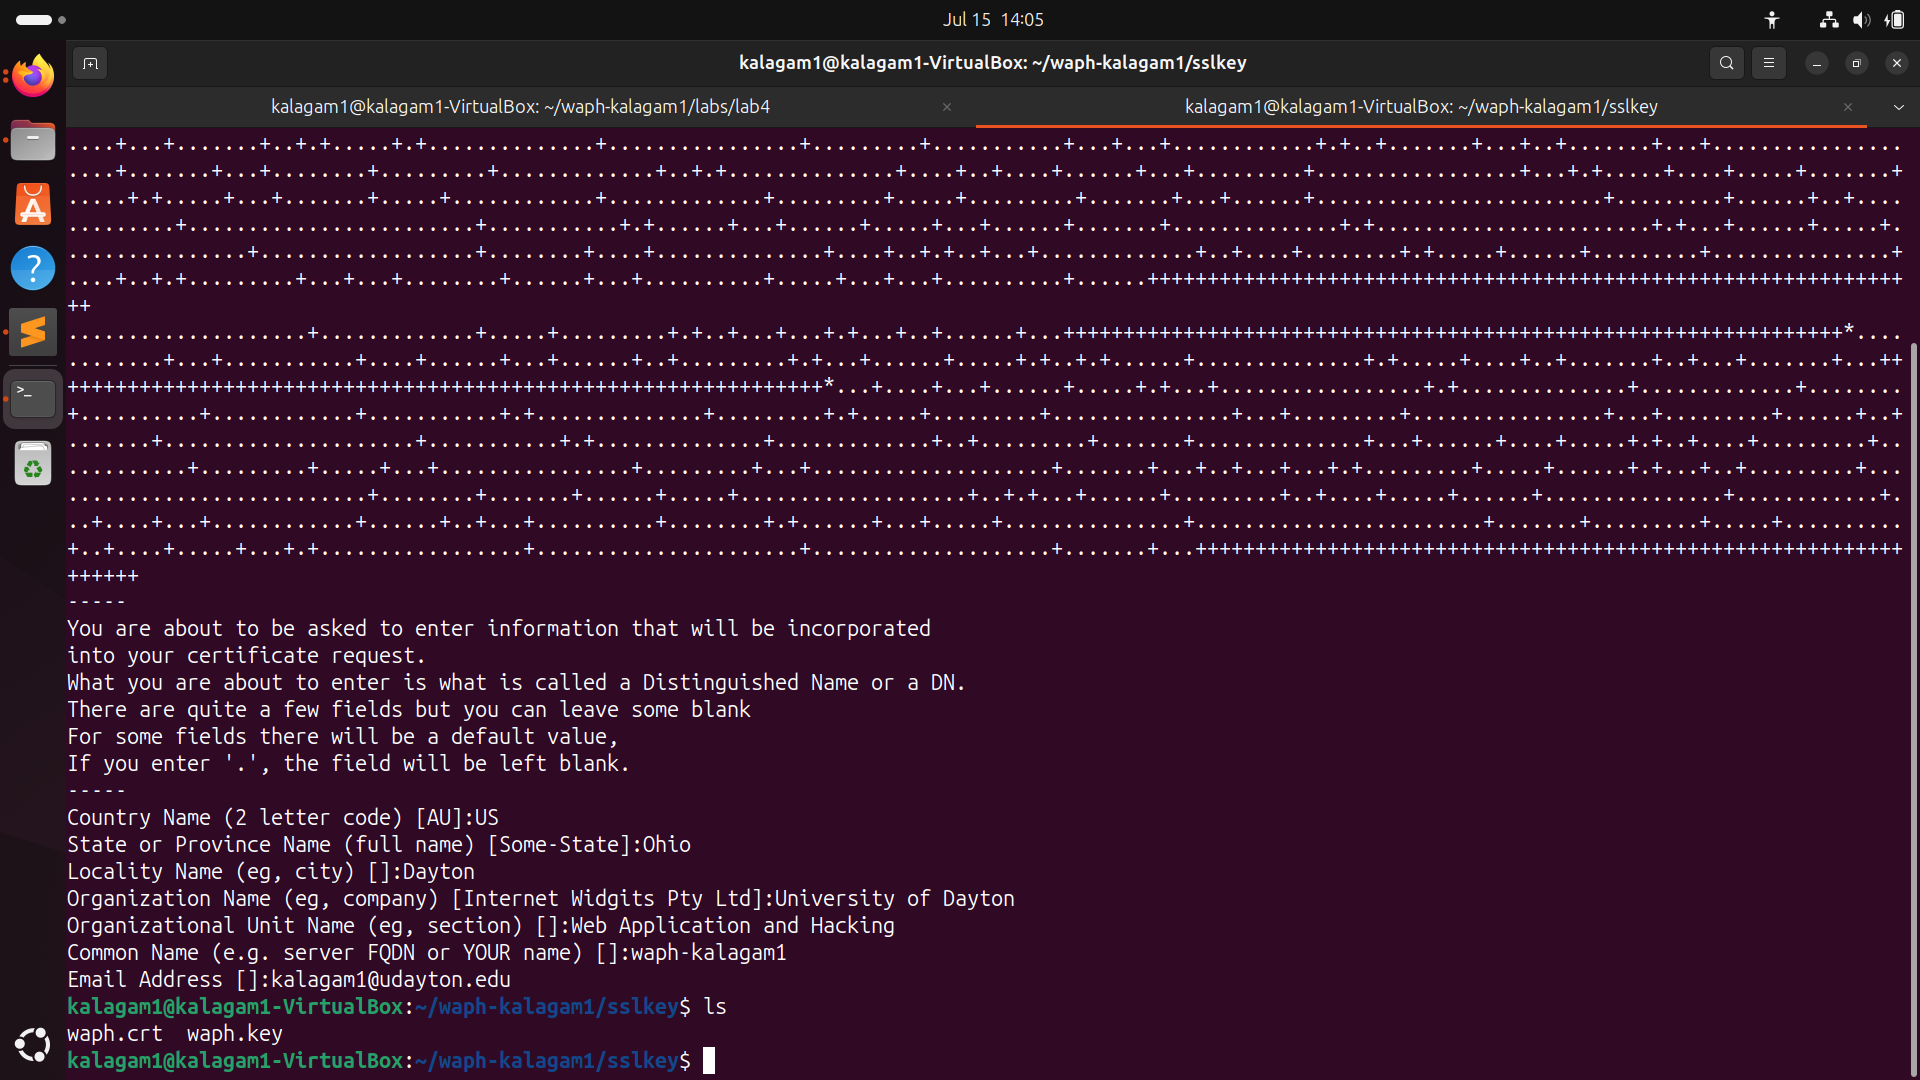 Jul 15 14:05
kalagam1@kalagam1-VirtualBox: ~/waph-kalagam1/sslkey
kalagam1@kalagam1-VirtualBox: ~/waph-kalagam1/labs/lab4
kalagam1@kalagam1-VirtualBox: ~/waph-kalagam1/sslkey
-----
You are about to be asked to enter information that will be incorporated
into your certificate request.
What you are about to enter is what is called a Distinguished Name or a DN.
There are quite a few fields but you can leave some blank
For some fields there will be a default value,
If you enter '.', the field will be left blank.
-----
Country Name (2 letter code) [AU]:US
State or Province Name (full name) [Some-State]:Ohio
Locality Name (eg, city) []:Dayton
Organization Name (eg, company) [Internet Widgits Pty Ltd]:University of Dayton
Organizational Unit Name (eg, section) []:Web Application and Hacking
Common Name (e.g. server FQDN or YOUR name) []:waph-kalagam1
Email Address []:kalagam1@udayton.edu
kalagam1@kalagam1-VirtualBox:~/waph-kalagam1/sslkey$ ls
waph.crt  waph.key
kalagam1@kalagam1-VirtualBox:~/waph-kalagam1/sslkey$